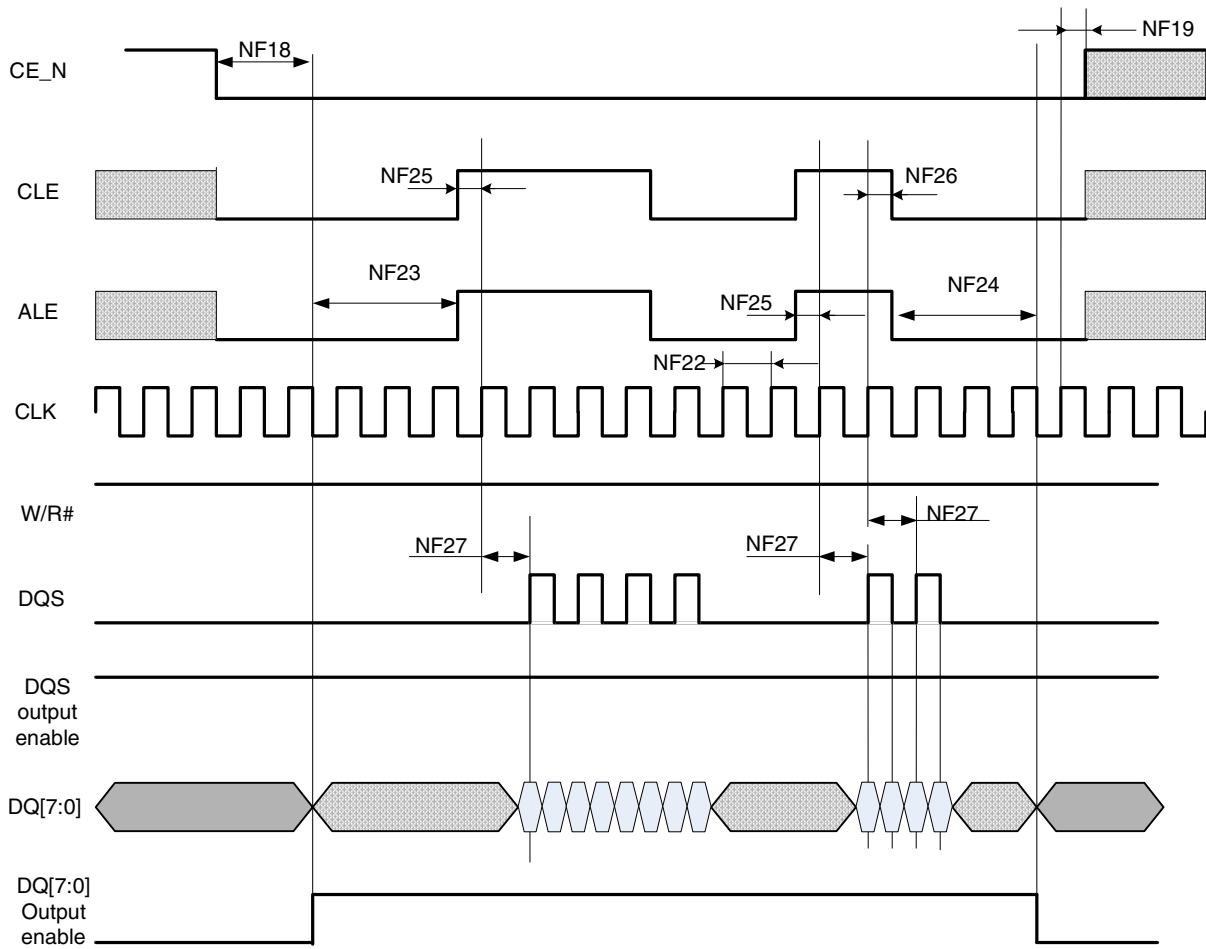 NF19
NF18
CE_N
NF25
NF26
CLE
NF23
NF24
NF25
ALE
NF22
CLK
W/R#
NF27
NF27
NF27
DQS
DQS
output
enable
DQ[7:0]
DQ[7:0]
Output
enable